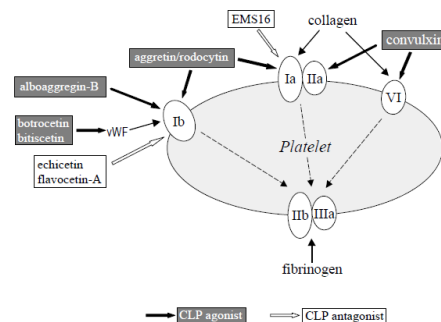 EMS16
collagen
aggretin/rodocytin
convulxin
Ia
IIa
alboaggregin-B
VI
Ib
botrocetin
bitiscetin
vWF
Platelet
echicetin
flavocetin-A
IIb
IIIa
fibrinogen
CLP agonist
CLP antagonist